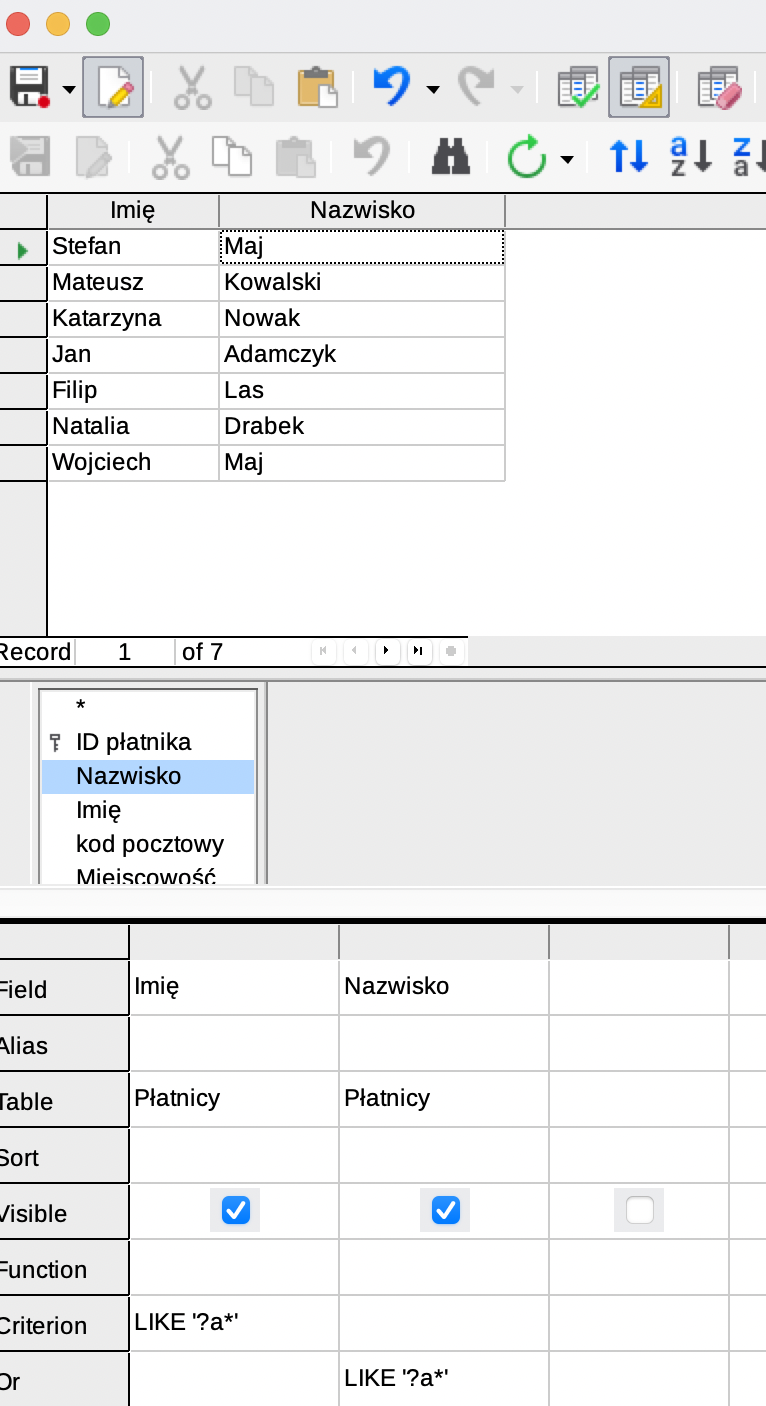 Imię Nazwisko
Stefan Maj
Mateusz Kowalski
Katarzyna Nowak
Jan Adamczyk
Filip Las
Natalia Drabek
Wojciech Maj
Record 1 of 7
*
ID płatnika
Nazwisko
Imię
kod pocztowy
Miejscowość
Field Imię Nazwisko
Alias
Table Płatnicy Płatnicy
Sort
Visible
Function
Criterion LIKE '?a*'
Or LIKE '?a*'